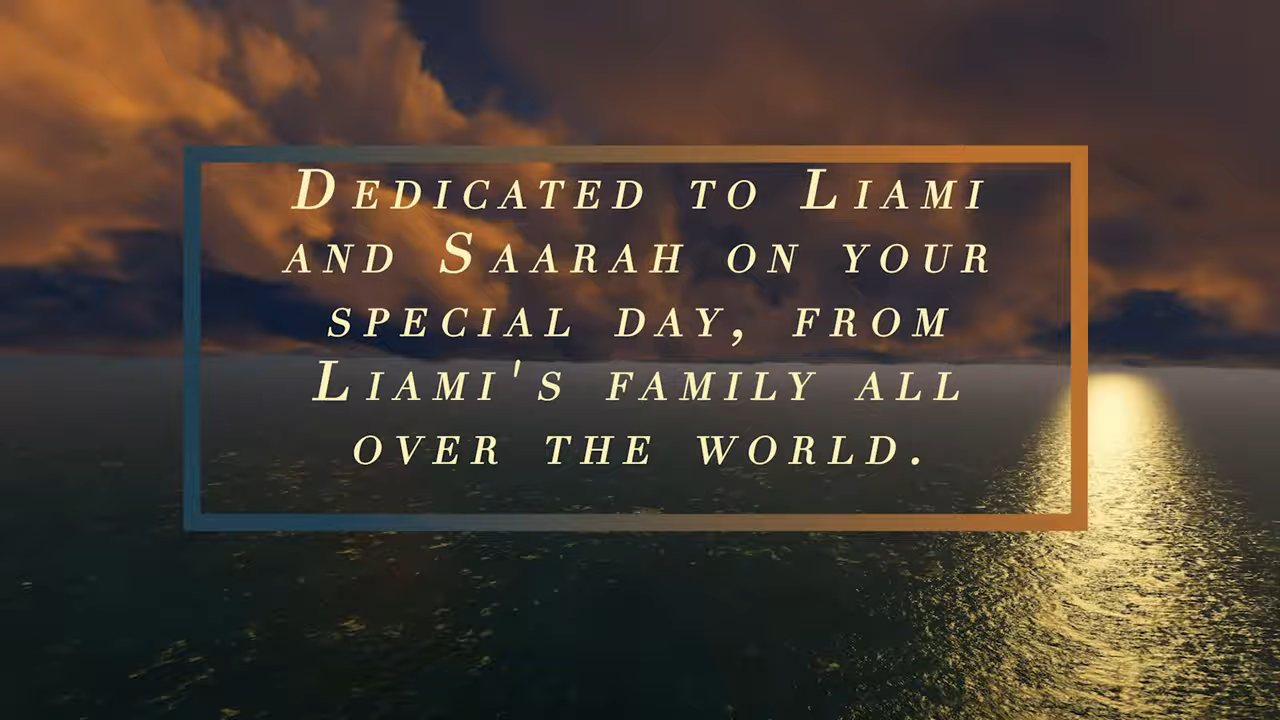 Dedicated to Liami
and Saarah on your
special day, from
Liami's family all
over the world.